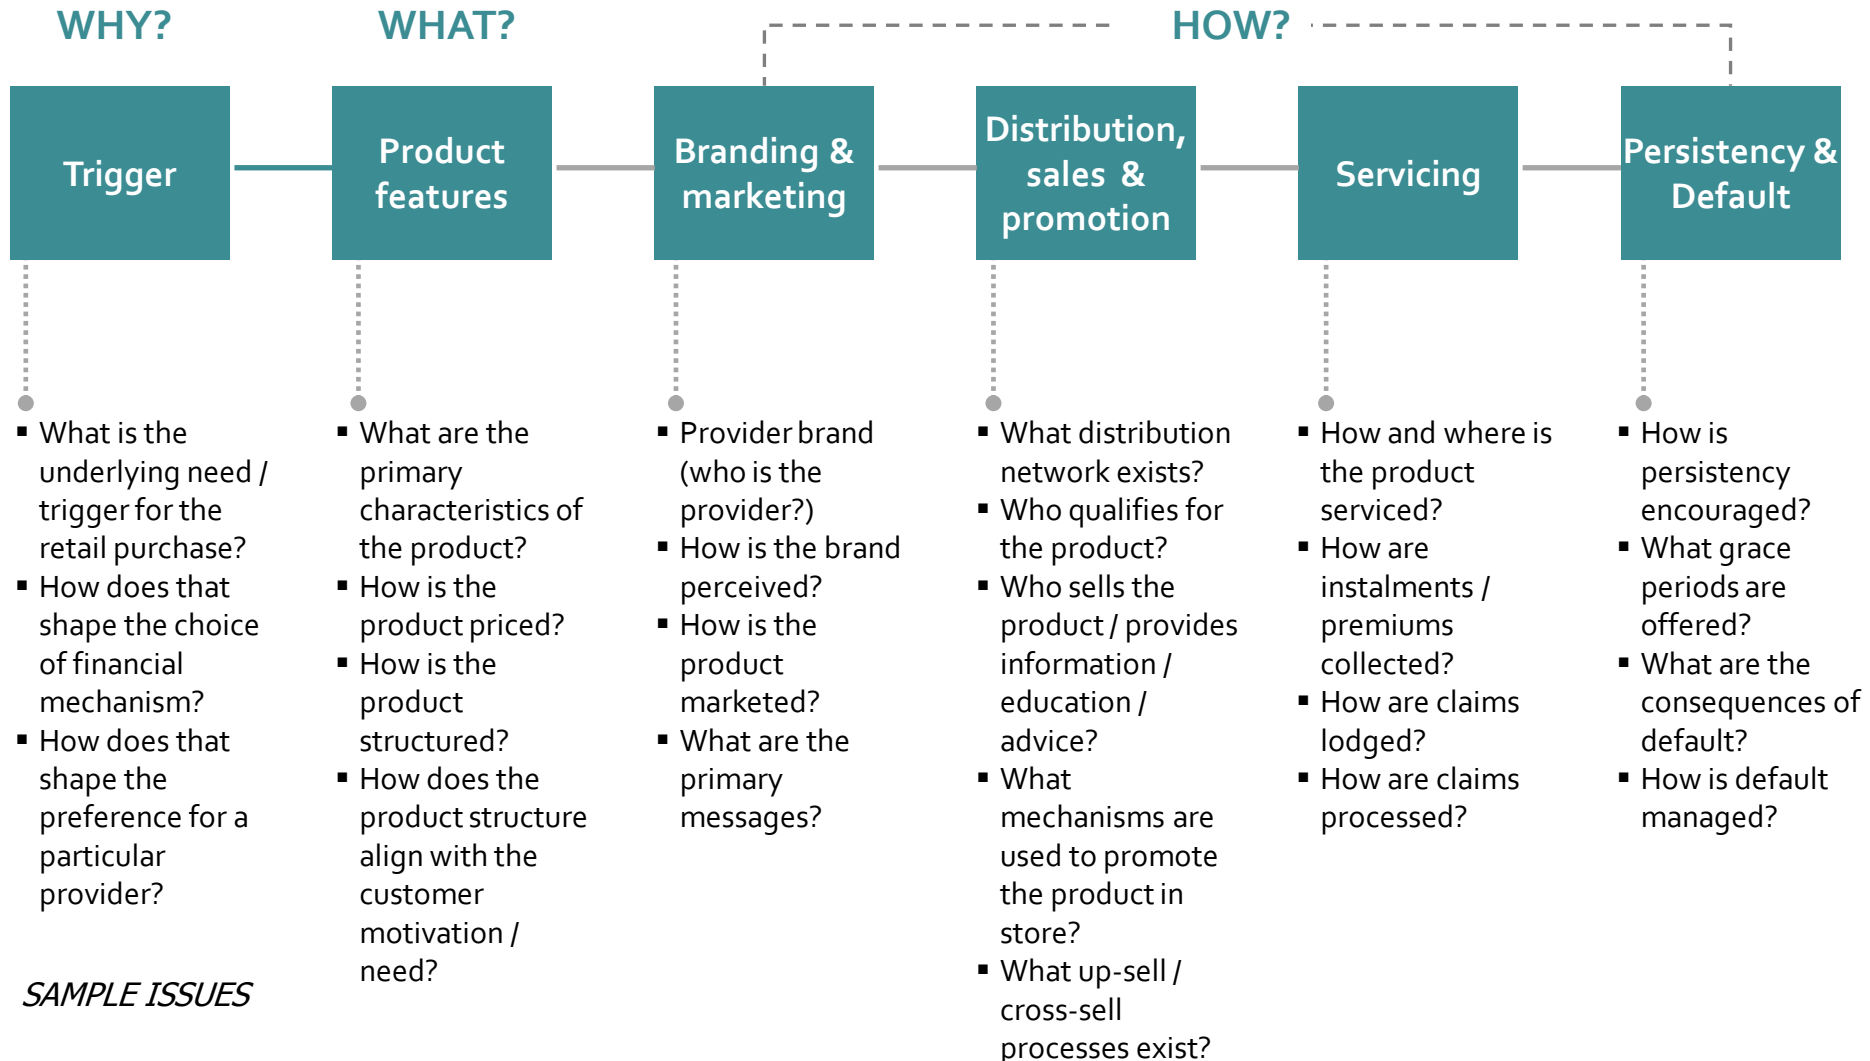 WHY?
WHAT?
HOW?
Trigger
Product
features
Branding &
marketing
Distribution,
sales &
promotion
Servicing
Persistency &
Default
▪ What is the
underlying need /
trigger for the
retail purchase?
▪ How does that
shape the choice
of financial
mechanism?
▪ How does that
shape the
preference for a
particular
provider?
▪ What are the
primary
characteristics of
the product?
▪ How is the
product priced?
▪ How is the
product
structured?
▪ How does the
product structure
align with the
customer
motivation /
need?
▪ Provider brand
(who is the
provider?)
▪ How is the brand
perceived?
▪ How is the
product
marketed?
▪ What are the
primary
messages?
▪ What distribution
network exists?
▪ Who qualifies for
the product?
▪ Who sells the
product / provides
information /
education /
advice?
▪ What
mechanisms are
used to promote
the product in
store?
▪ What up-sell /
cross-sell
processes exist?
▪ How and where is
the product
serviced?
▪ How are
instalments /
premiums
collected?
▪ How are claims
lodged?
▪ How are claims
processed?
▪ How is
persistency
encouraged?
▪ What grace
periods are
offered?
▪ What are the
consequences of
default?
▪ How is default
managed?
SAMPLE ISSUES